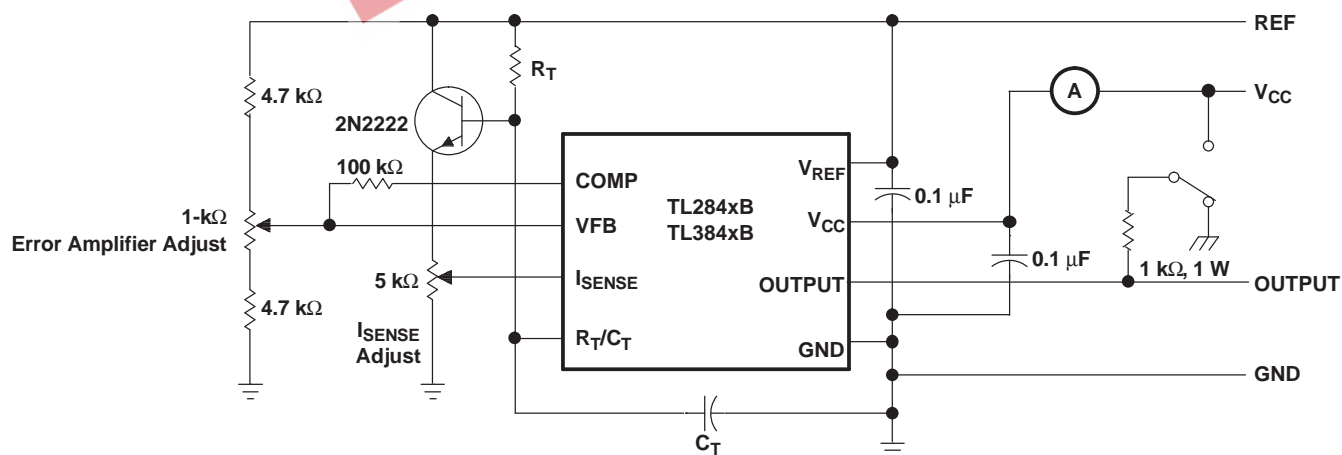 REF
R_T
A
V_CC
4.7 kΩ
2N2222
100 kΩ
COMP
V_REF
0.1 µF
TL284xB
TL384xB
1-kΩ
Error Amplifier Adjust
VFB
V_CC
5 kΩ
I_SENSE
0.1 µF
1 kΩ, 1 W
OUTPUT
OUTPUT
4.7 kΩ
I_SENSE
Adjust
R_T/C_T
GND
GND
C_T